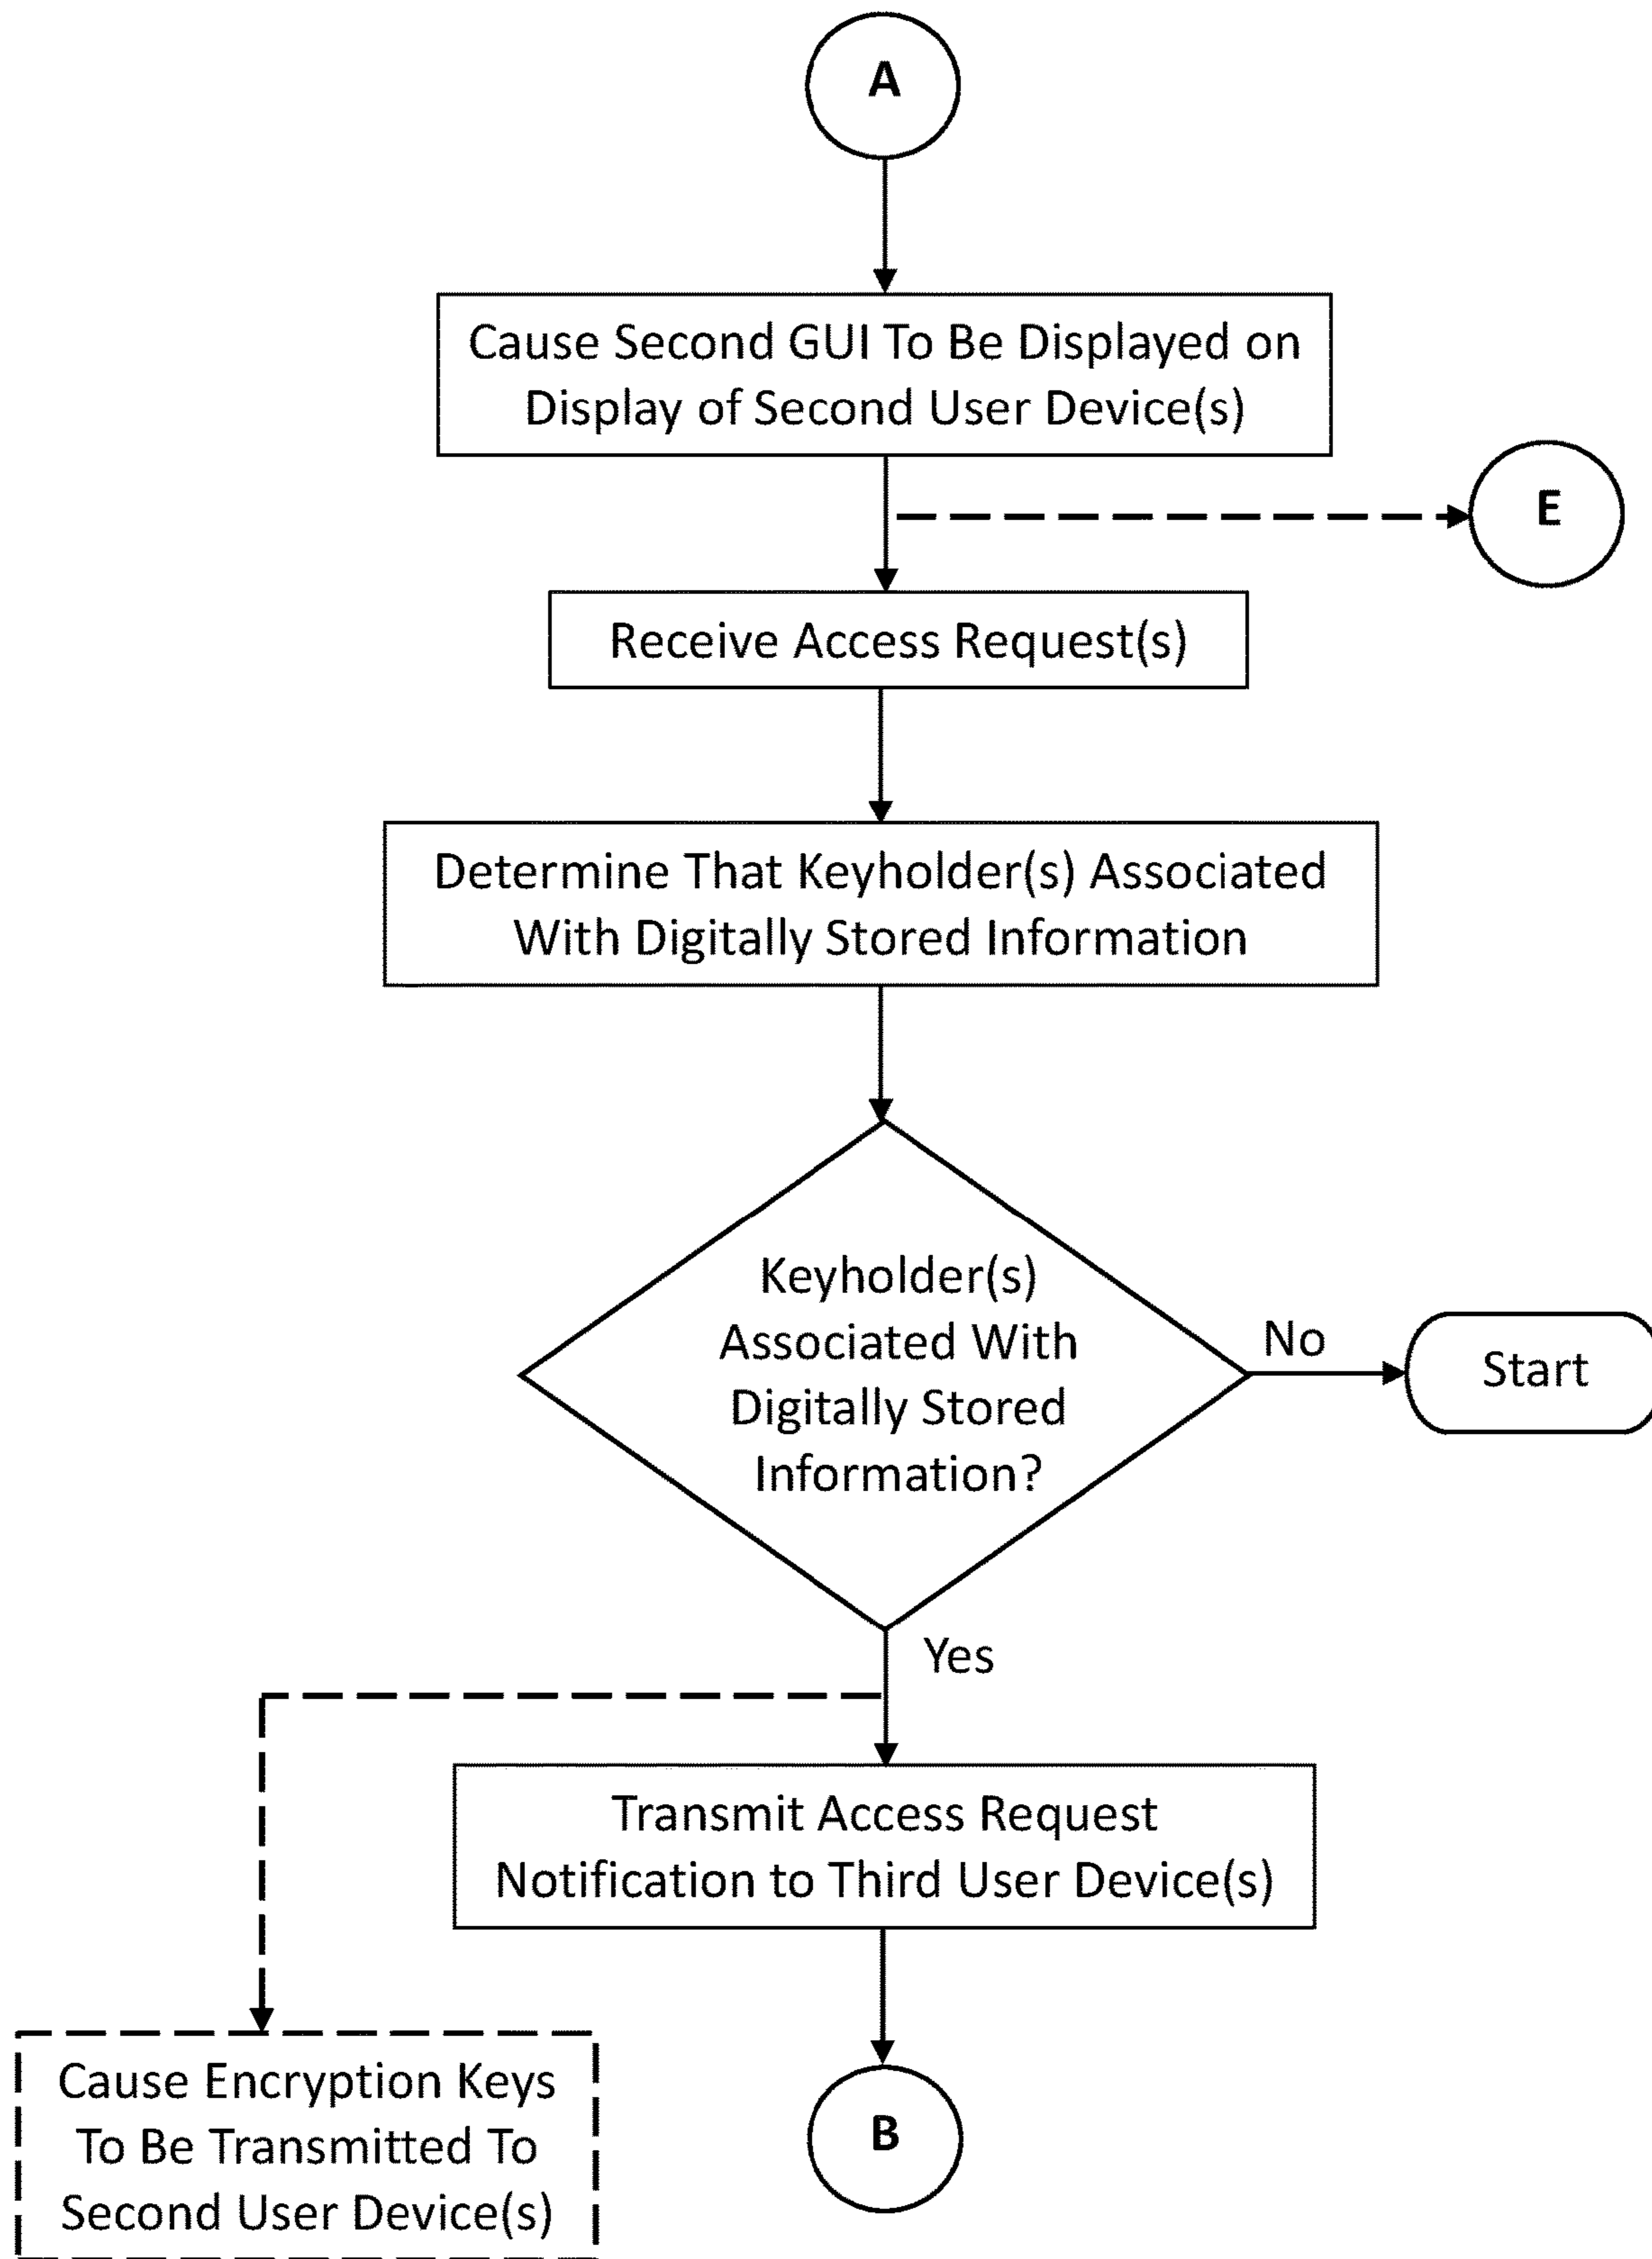 A
Cause Second GUI To Be Displayed on
Display of Second User Device(s)
E
Receive Access Request(s)
Determine That Keyholder(s) Associated
With Digitally Stored Information
Keyholder(s)
Associated With
Digitally Stored
Information?
No
Start
Yes
Transmit Access Request
Notification to Third User Device(s)
Cause Encryption Keys
To Be Transmitted To
Second User Device(s)
B